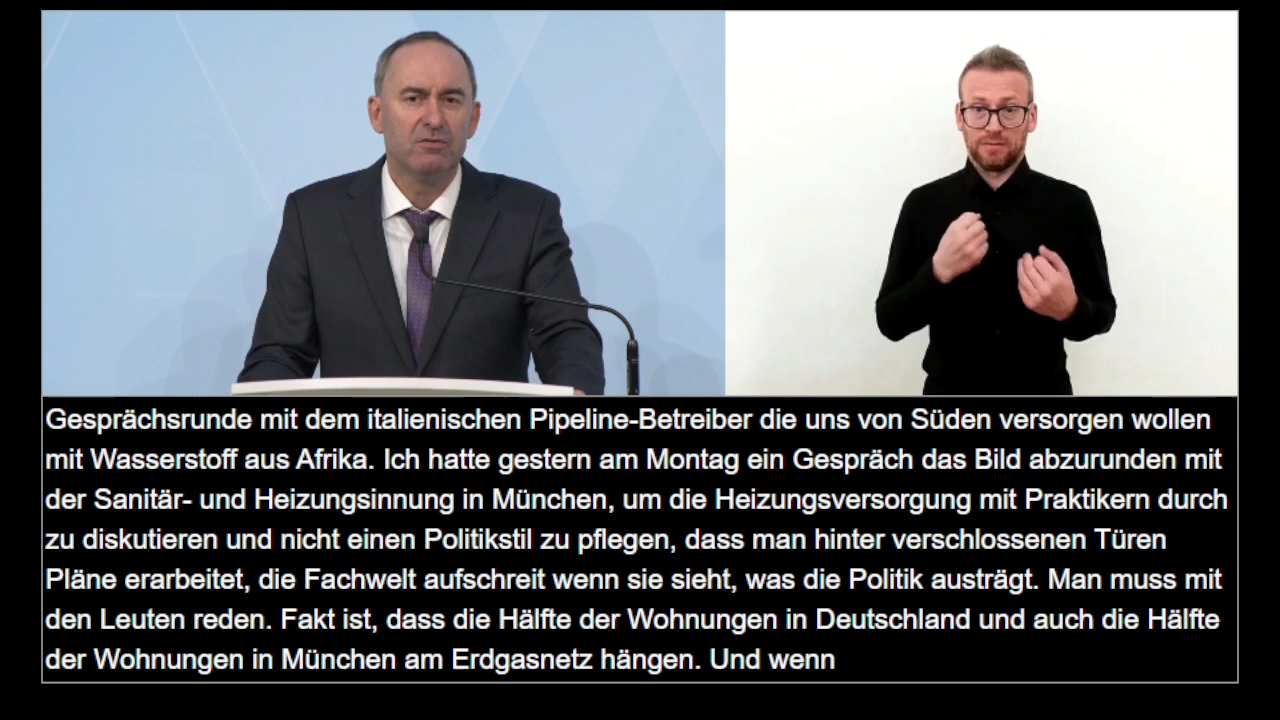 Gesprächsrunde mit dem italienischen Pipeline-Betreiber die uns von Süden versorgen wollen
mit Wasserstoff aus Afrika. Ich hatte gestern am Montag ein Gespräch das Bild abzurunden mit
der Sanitär- und Heizungsinnung in München, um die Heizungsversorgung mit Praktikern durch
zu diskutieren und nicht einen Politikstil zu pflegen, dass man hinter verschlossenen Türen
Pläne erarbeitet, die Fachwelt aufschreit wenn sie sieht, was die Politik austrägt. Man muss mit
den Leuten reden. Fakt ist, dass die Hälfte der Wohnungen in Deutschland und auch die Hälfte
der Wohnungen in München am Erdgasnetz hängen. Und wenn